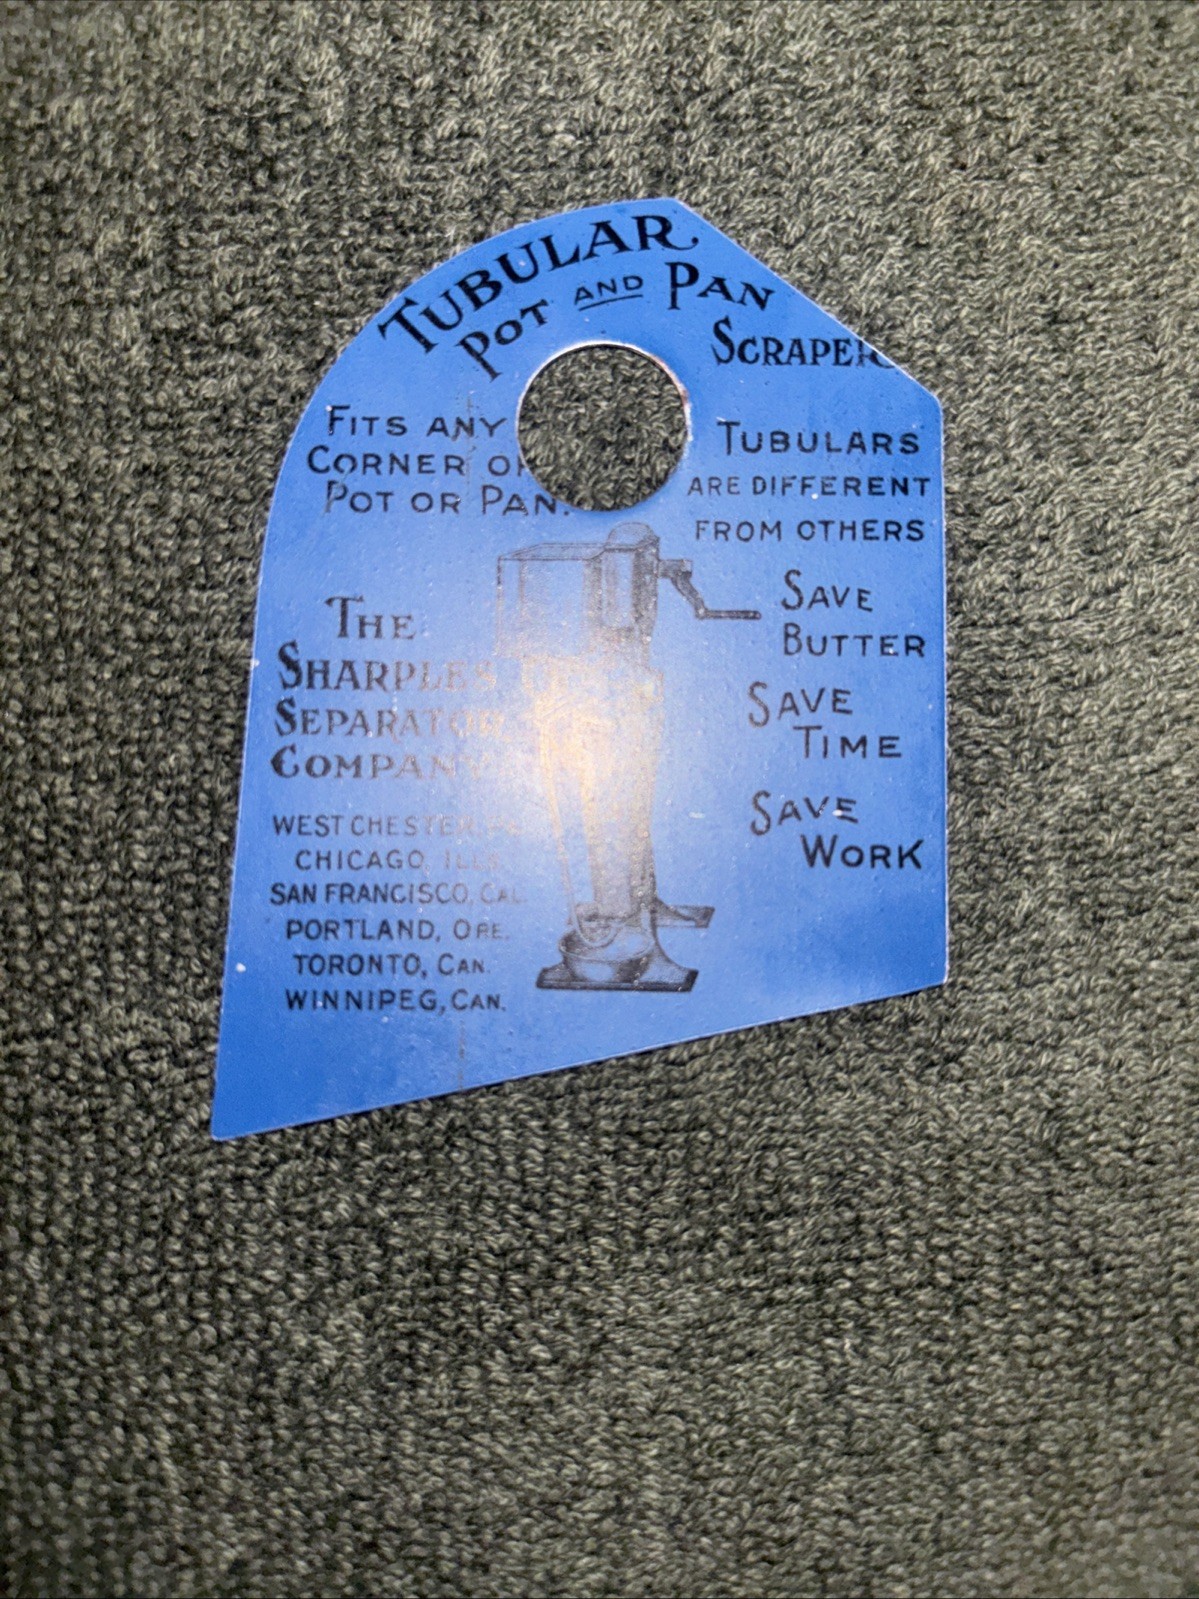 TUBULAR
POT AND PAN
SCRAPER
FITS ANY
CORNER OF
POT OR PAN.
TUBULARS
ARE DIFFERENT
FROM OTHERS
SAVE
BUTTER
SAVE
TIME
SAVE
WORK
THE
SHARPLES
SEPARATOR
COMPANY
WEST CHESTER, PA.
CHICAGO, ILLS.
SAN FRANCISCO, CAL.
PORTLAND, ORE.
TORONTO, CAN.
WINNIPEG, CAN.